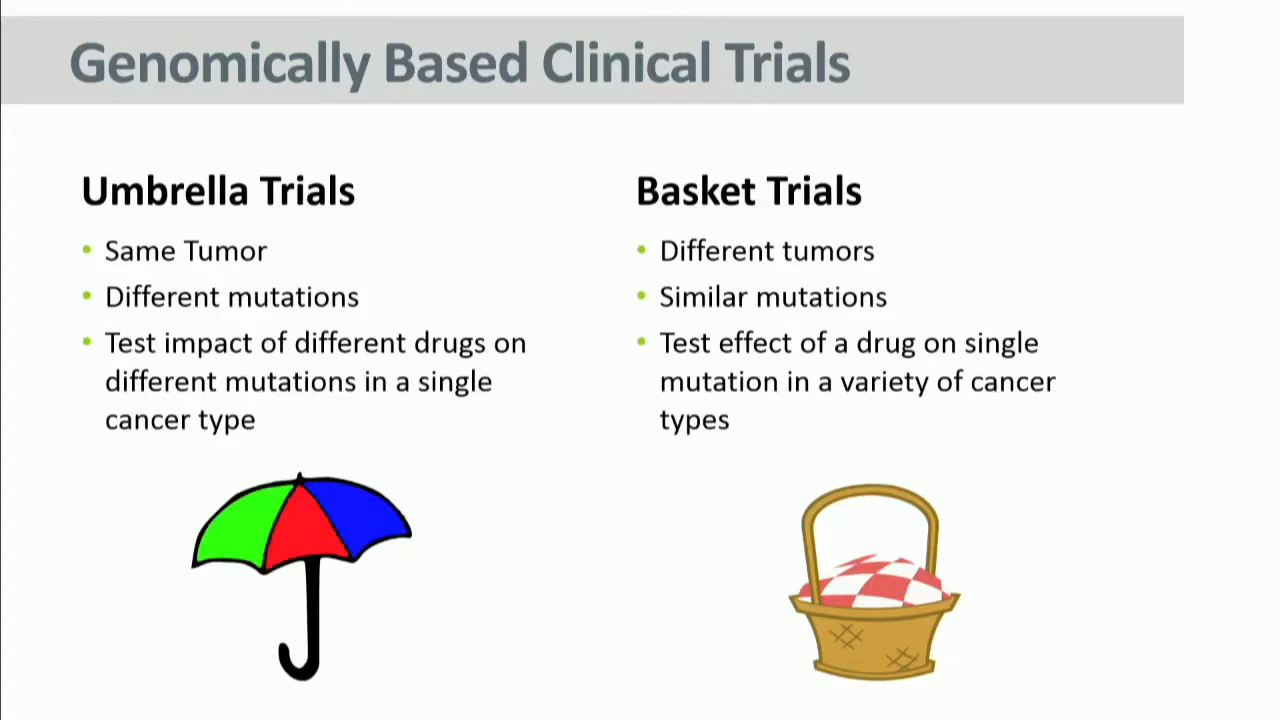 Genomically Based Clinical Trials
Umbrella Trials
• Same Tumor
• Different mutations
• Test impact of different drugs on
different mutations in a single
cancer type
Basket Trials
• Different tumors
• Similar mutations
• Test effect of a drug on single
mutation in a variety of cancer
types